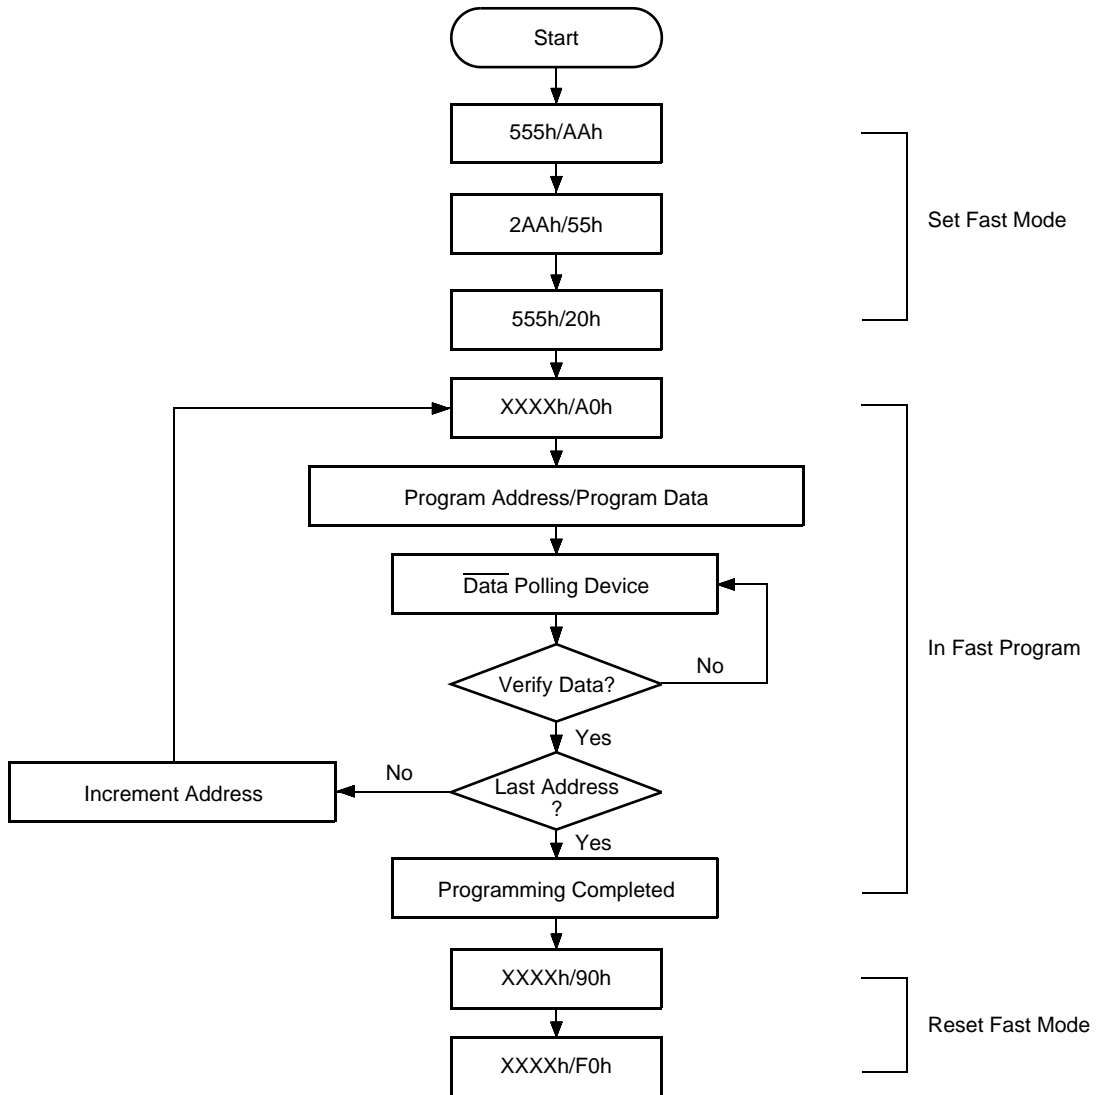 Start
555h/AAh
2AAh/55h
Set Fast Mode
555h/20h
XXXXh/A0h
Program Address/Program Data
Data Polling Device
In Fast Program
Verify Data?
No
Yes
Last Address
?
No
Increment Address
Yes
Programming Completed
XXXXh/90h
Reset Fast Mode
XXXXh/F0h